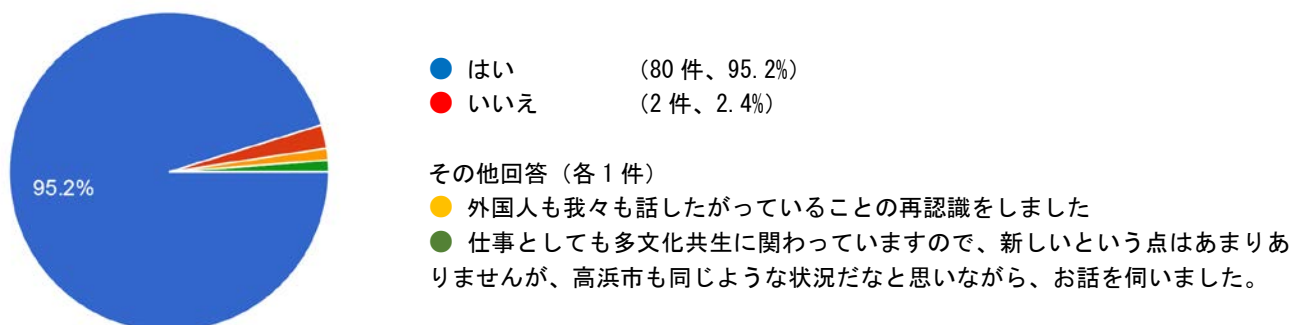 95.2%
はい （80 件、95.2%）
いいえ （2 件、2.4%）
その他回答（各１件）
外国人も我々も話したがっていることの再認識をしました
仕事としても多文化共生に関わっていますので、新しいという点はあまりあ
りませんが、高浜市も同じような状況だなと思いながら、お話を伺いました。